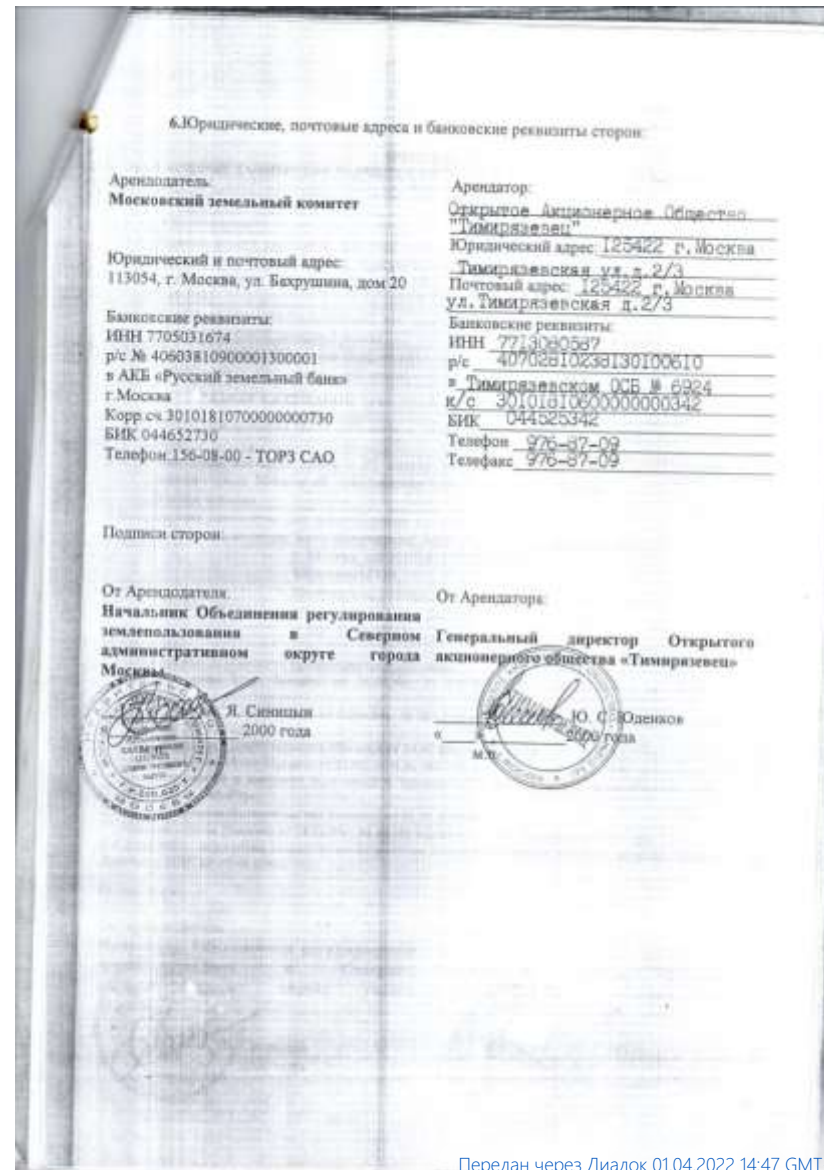 6.Юридические, почтовые адреса и банковские реквизиты сторон:
Арендодатель:
Московский земельный комитет
Юридический и почтовый адрес:
113054, г. Москва, ул. Бахрушина, дом 20
Банковские реквизиты:
ИНН 7705031674
р/с № 40603810900001300001
в АКБ «Русский земельный банк»
г.Москва
Корр.сч 30101810700000000730
БИК 044652730
Телефон 156-08-00 - ТОРЗ САО
Арендатор:
Открытое Акционерное Общество
"Тимирязевец"
Юридический адрес: 125422 г.Москва
Тимирязевская ул.д.2/3
Почтовый адрес: 125422 г.Москва
ул.Тимирязевская д.2/3
Банковские реквизиты:
ИНН 7713080587
р/с 40702810238130100610
в Тимирязевском ОСБ № 6924
к/с 30101810600000000342
БИК 044525342
Телефон 976-87-09
Телефакс 976-87-09
Подписи сторон:
От Арендодателя:
Начальник Объединения регулирования
землепользования в Северном
административном округе города
Москвы
Я. Синицын
2000 года
От Арендатора:
Генеральный директор Открытого
акционерного общества «Тимирязевец»
Ю. С. Юденков
« » 2000 года
М.П.
Передан через Диадок 01.04.2022 14:47 GMT